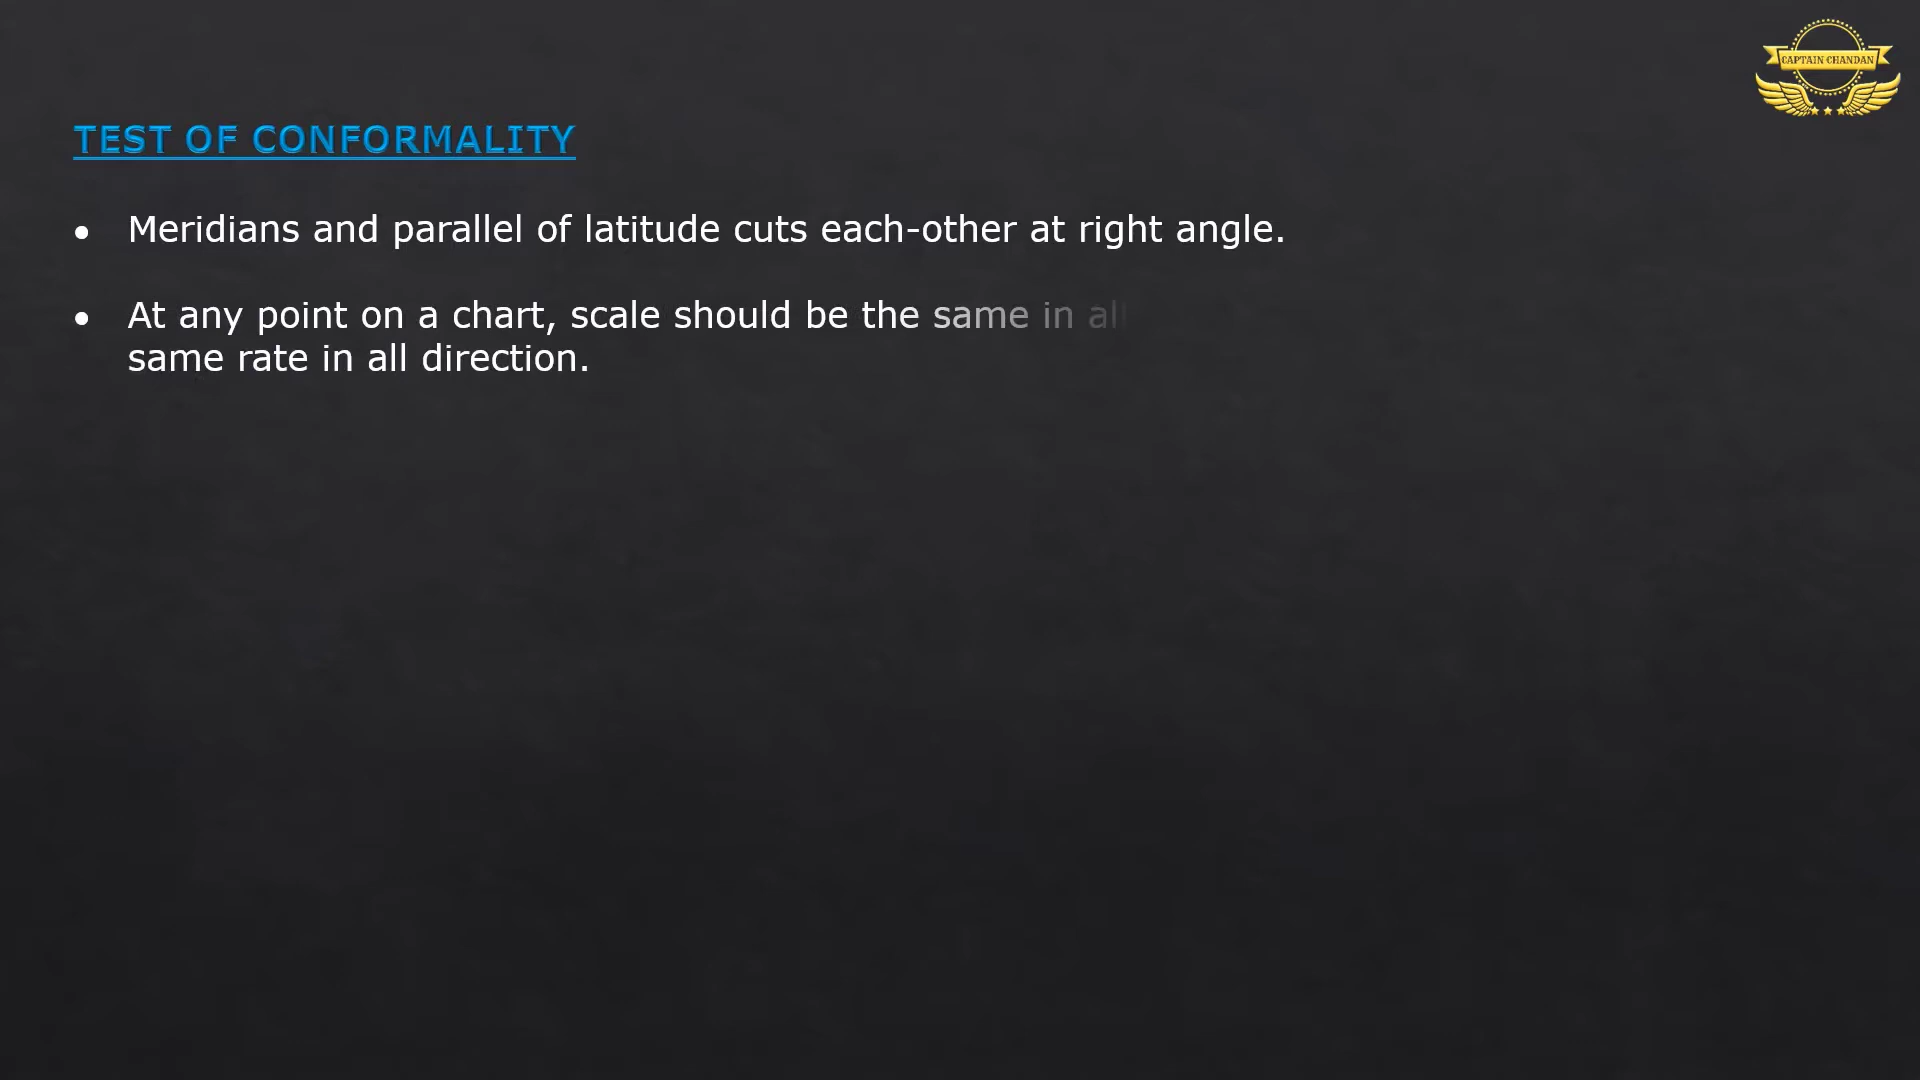 CAPTAIN CHANDAN
TEST OF CONFORMALITY
• Meridians and parallel of latitude cuts each-other at right angle.
• At any point on a chart, scale should be the same in all
same rate in all direction.